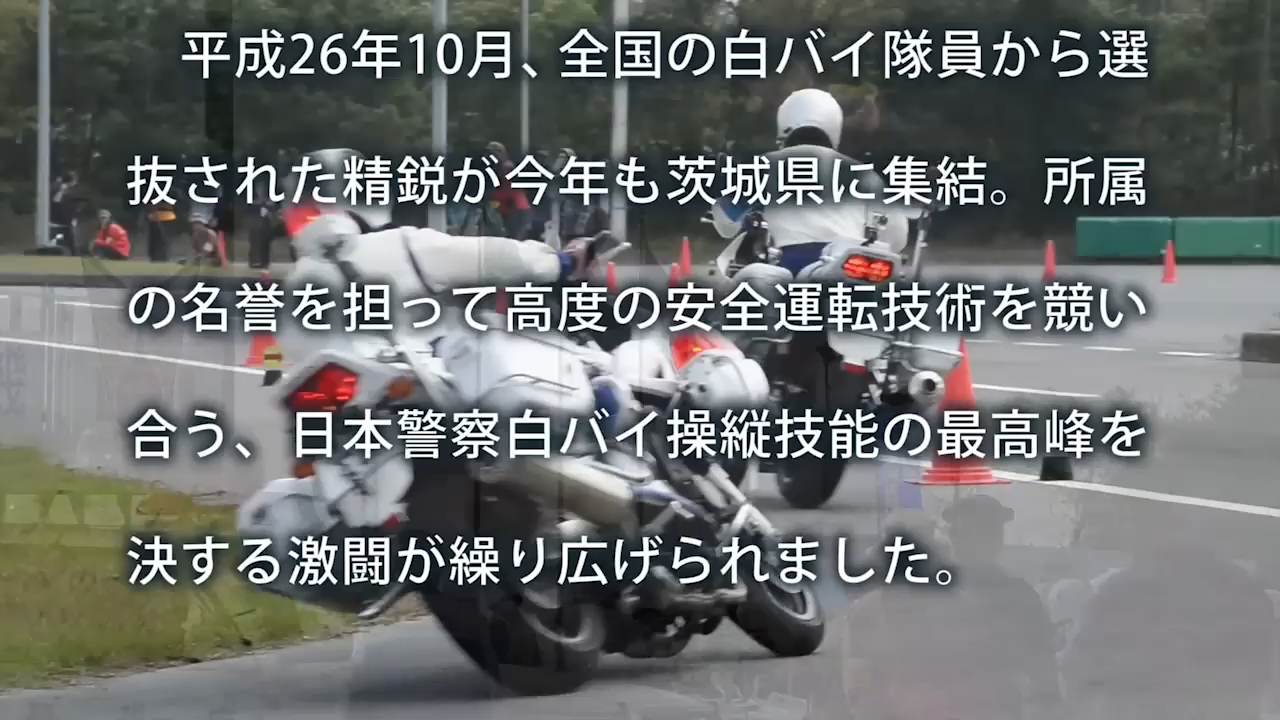 平成26年10月、全国の白バイ隊員から選
抜された精鋭が今年も茨城県に集結。所属
の名誉を担って高度の安全運転技術を競い
合う、日本警察白バイ操縦技能の最高峰を
決する激闘が繰り広げられました。